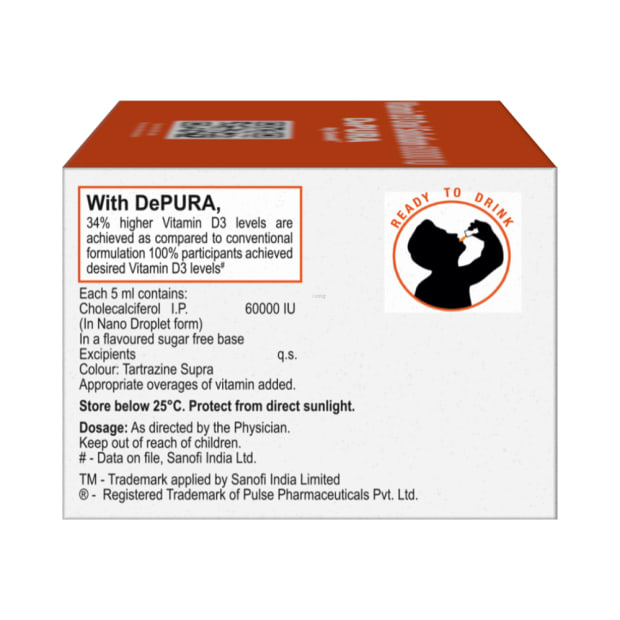 DePURA
With DePURA,
34% higher Vitamin D3 levels are
achieved as compared to conventional
formulation 100% participants achieved
desired Vitamin D3 levels#
READY TO DRINK
Each 5 ml contains:
Cholecalciferol I.P. 60000 IU
(In Nano Droplet form)
In a flavoured sugar free base
Excipients q.s.
Colour: Tartrazine Supra
Appropriate overages of vitamin added.
Store below 25°C. Protect from direct sunlight.
Dosage: As directed by the Physician.
Keep out of reach of children.
# - Data on file, Sanofi India Ltd.
TM - Trademark applied by Sanofi India Limited
® - Registered Trademark of Pulse Pharmaceuticals Pvt. Ltd.